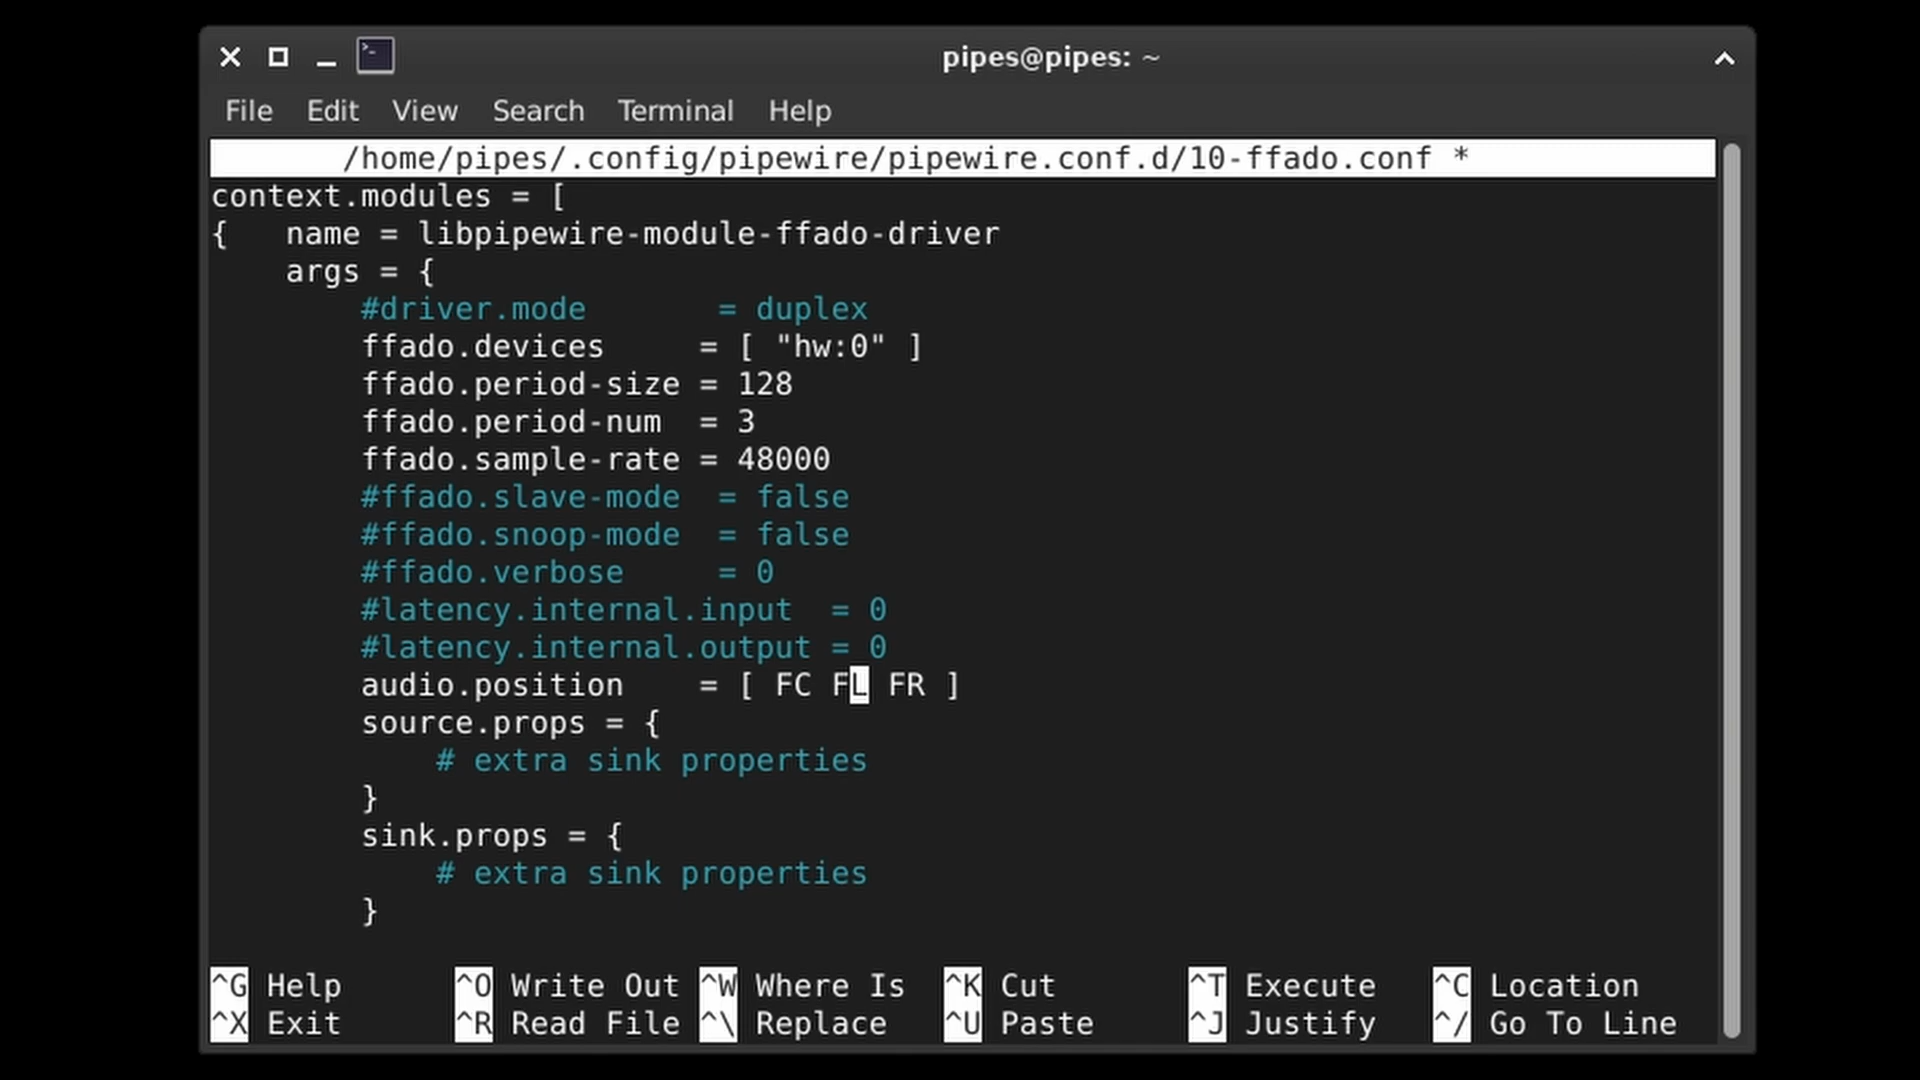 pipes@pipes: ~
File Edit View Search Terminal Help
/home/pipes/.config/pipewire/pipewire.conf.d/10-ffado.conf *
context.modules = [
{   name = libpipewire-module-ffado-driver
    args = {
        #driver.mode       = duplex
        ffado.devices     = [ "hw:0" ]
        ffado.period-size = 128
        ffado.period-num  = 3
        ffado.sample-rate = 48000
        #ffado.slave-mode  = false
        #ffado.snoop-mode  = false
        #ffado.verbose     = 0
        #latency.internal.input  = 0
        #latency.internal.output = 0
        audio.position    = [ FC FL FR ]
        source.props = {
            # extra sink properties
        }
        sink.props = {
            # extra sink properties
        }
^G Help ^O Write Out ^W Where Is ^K Cut ^T Execute ^C Location
^X Exit ^R Read File ^\ Replace ^U Paste ^J Justify ^/ Go To Line